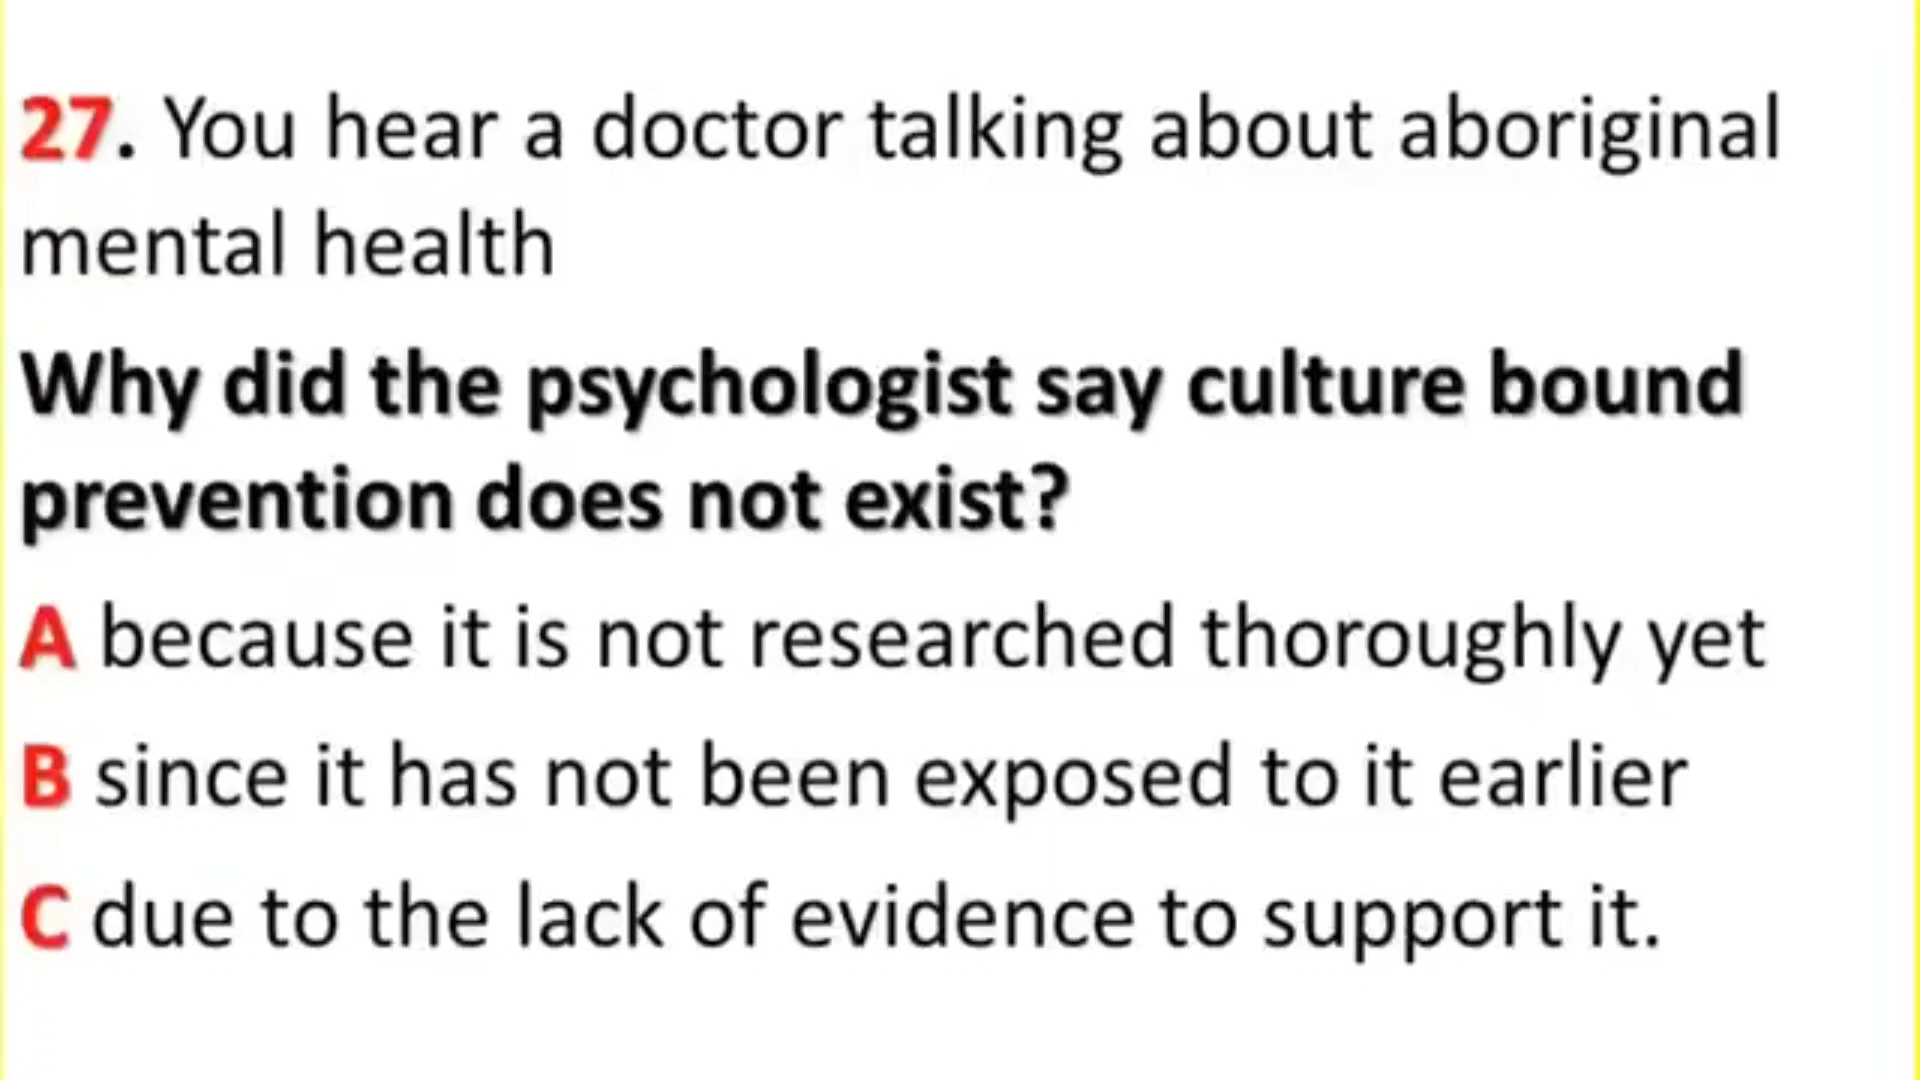 27. You hear a doctor talking about aboriginal
mental health
Why did the psychologist say culture bound
prevention does not exist?
A because it is not researched thoroughly yet
B since it has not been exposed to it earlier
C due to the lack of evidence to support it.